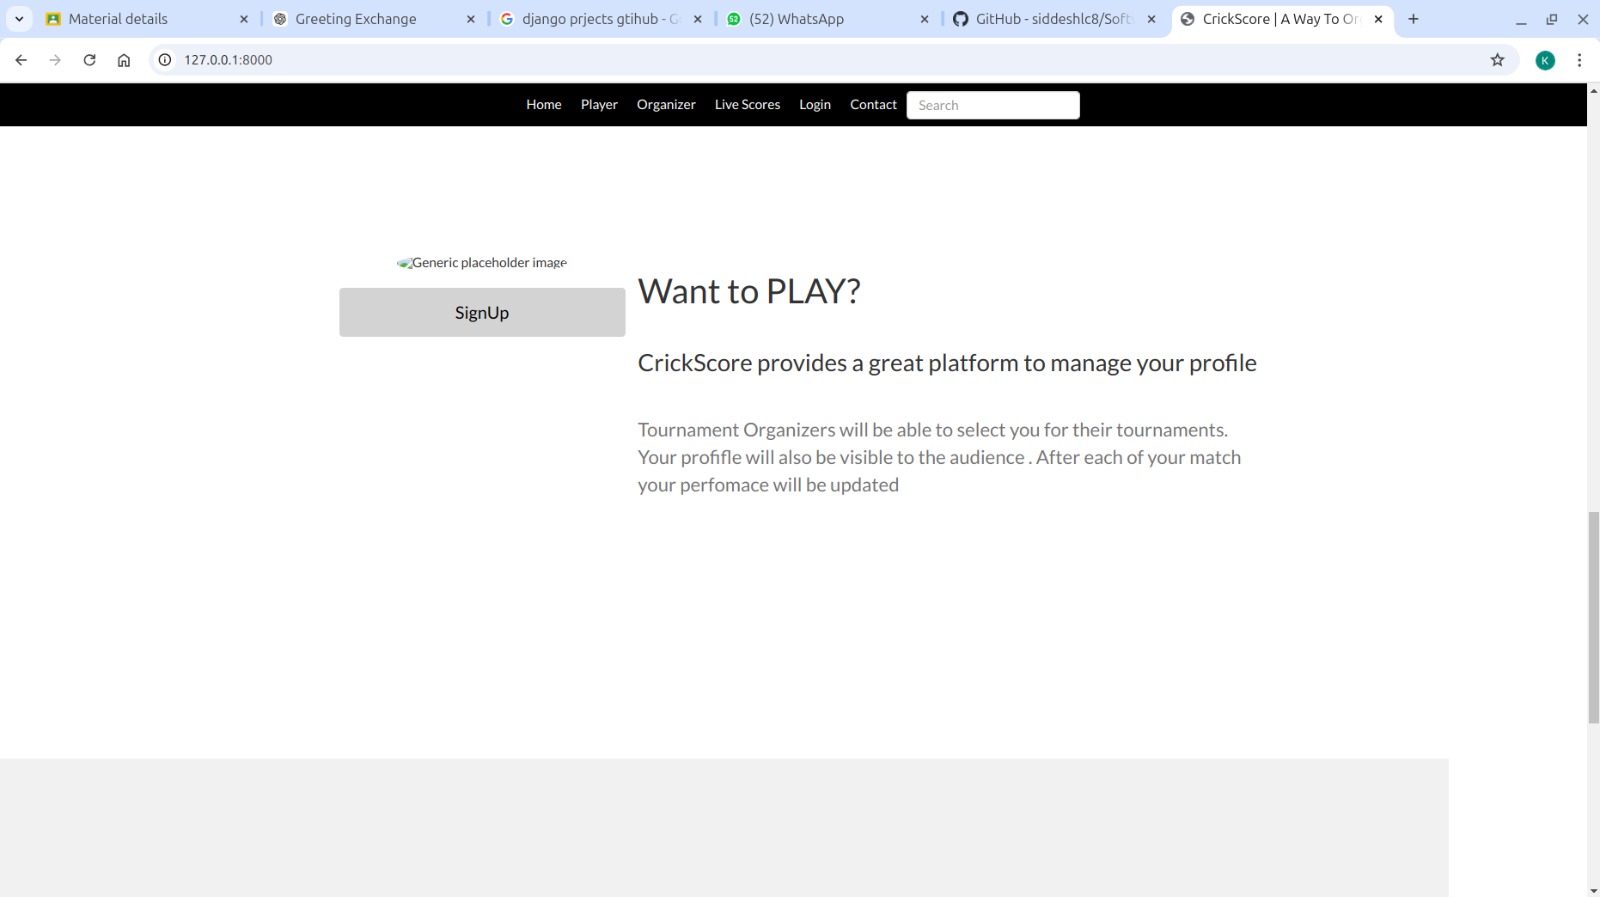 Material details
Greeting Exchange
django prjects gtihub - G
(52) WhatsApp
GitHub - siddeshlc8/Soft
CrickScore | A Way To Or
127.0.0.1:8000
K
Home
Player
Organizer
Live Scores
Login
Contact
Search
Generic placeholder image
SignUp
Want to PLAY?
CrickScore provides a great platform to manage your profile
Tournament Organizers will be able to select you for their tournaments.
Your profifle will also be visible to the audience . After each of your match
your perfomace will be updated